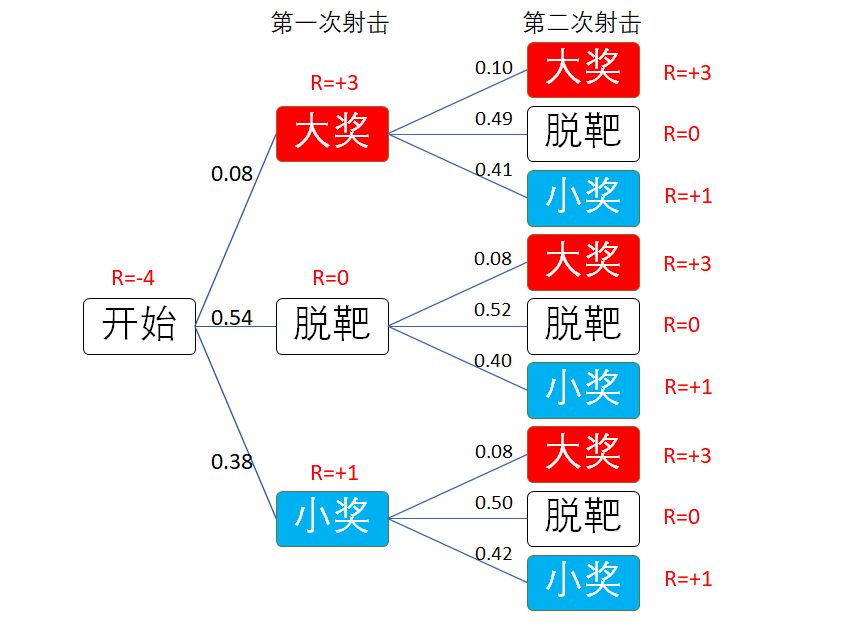 第一次射击
第二次射击
R=+3
大奖
0.08
0.10
大奖
R=+3
0.49
脱靶
R=0
0.41
小奖
R=+1
R=-4
开始
0.54
R=0
脱靶
0.08
大奖
R=+3
0.52
脱靶
R=0
0.40
小奖
R=+1
0.38
R=+1
小奖
0.08
大奖
R=+3
0.50
脱靶
R=0
0.42
小奖
R=+1